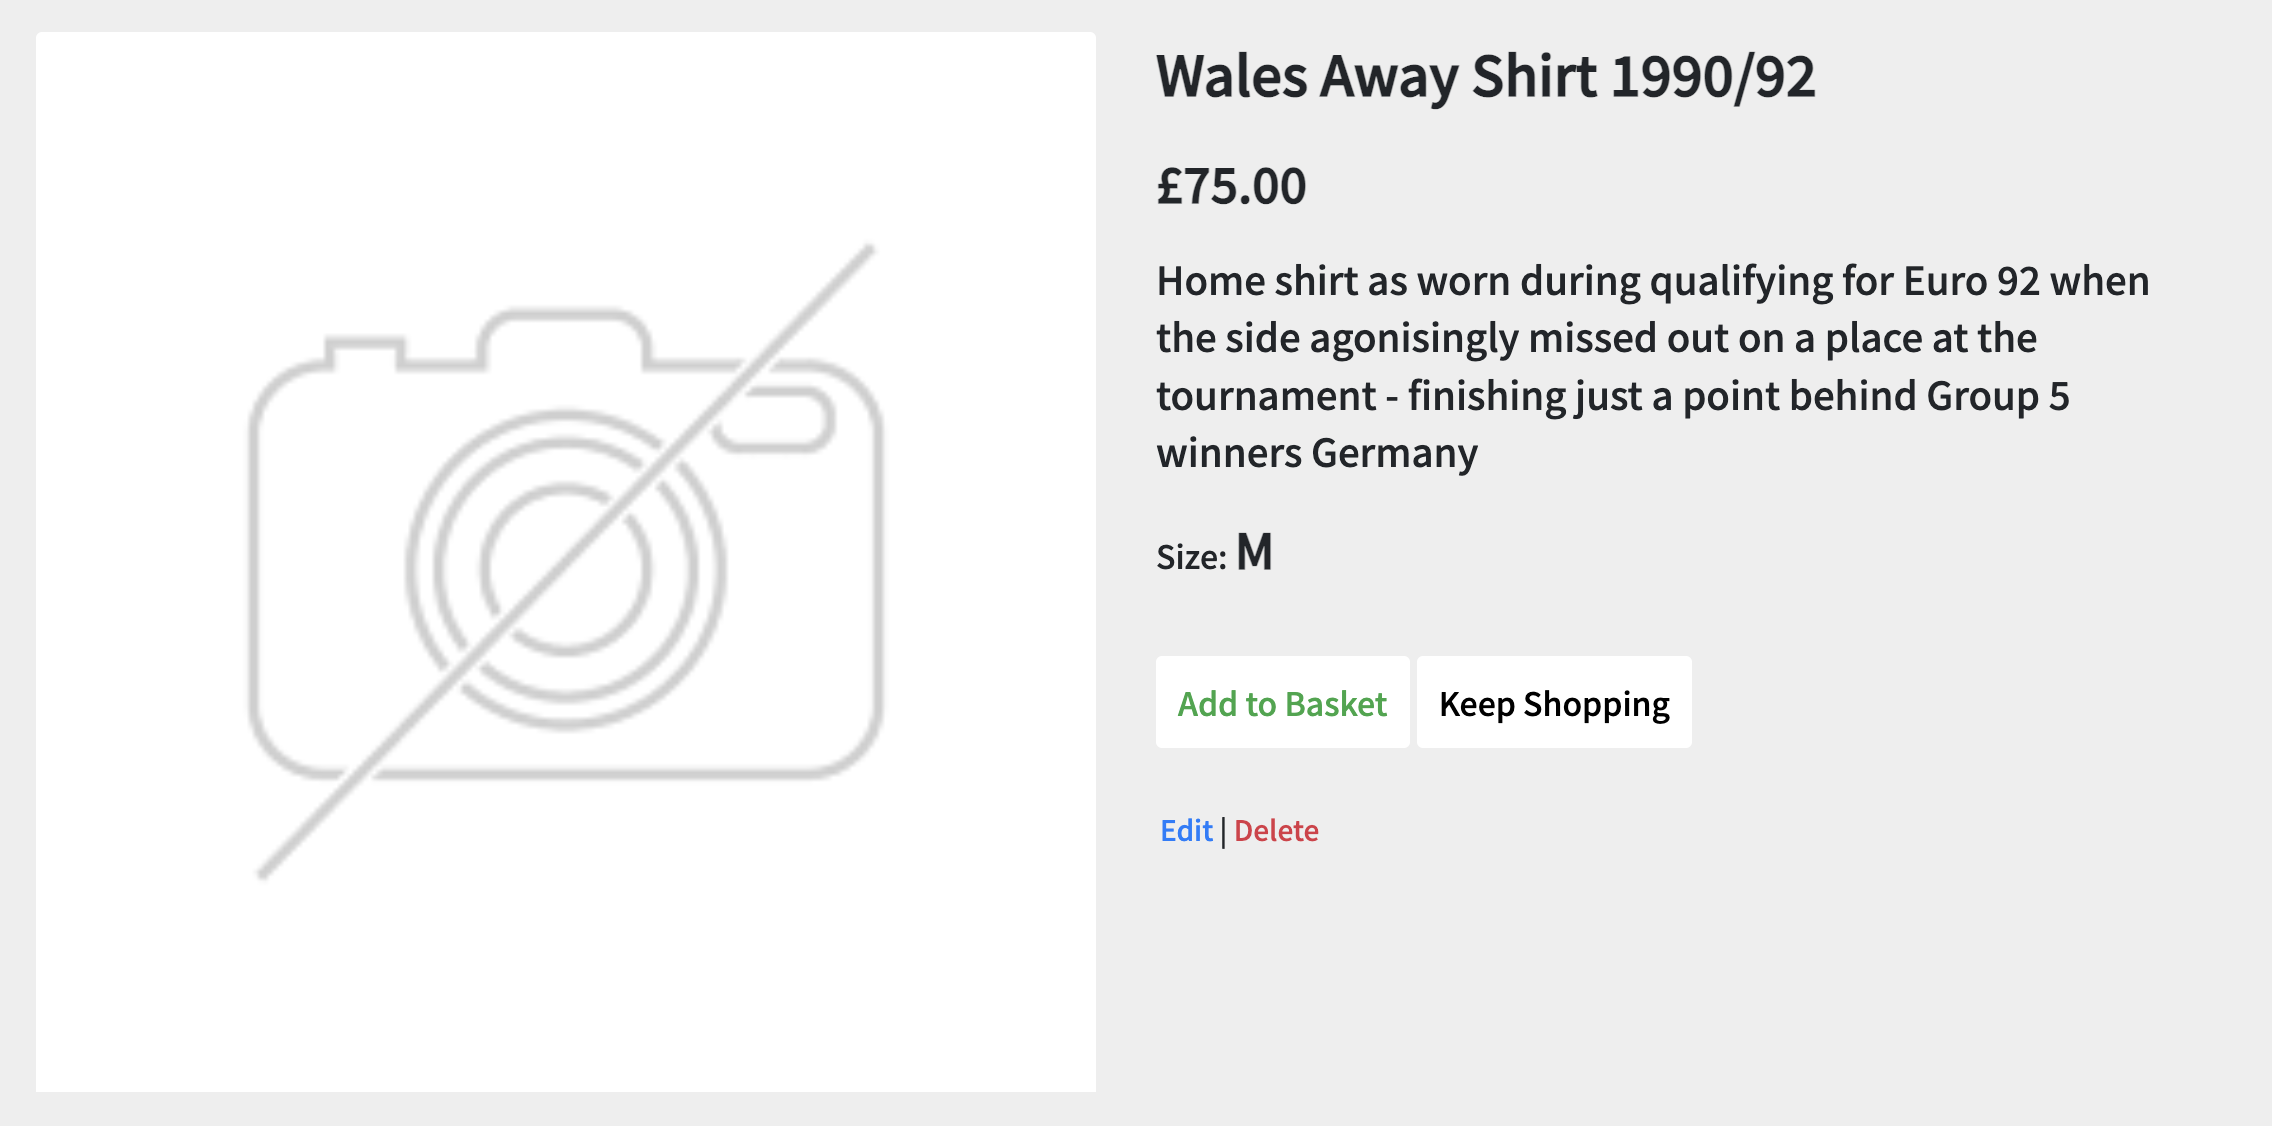 Wales Away Shirt 1990/92
£75.00
Home shirt as worn during qualifying for Euro 92 when
the side agonisingly missed out on a place at the
tournament - finishing just a point behind Group 5
winners Germany
Size: M
Add to Basket Keep Shopping
Edit | Delete